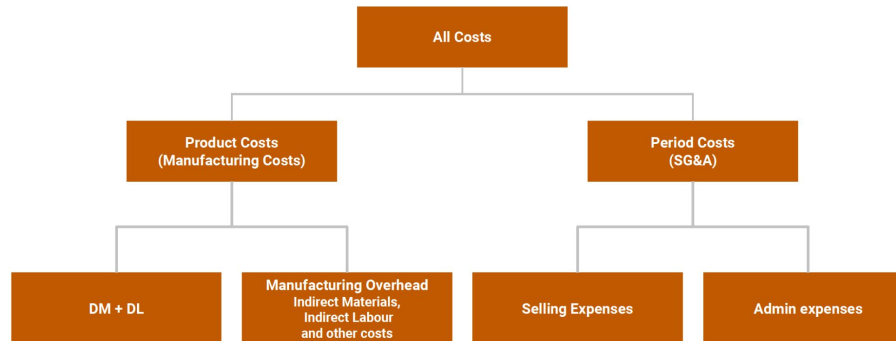 All Costs
Product Costs
(Manufacturing Costs)
Period Costs
(SG&A)
DM + DL
Manufacturing Overhead
Indirect Materials,
Indirect Labour
and other costs
Selling Expenses
Admin expenses